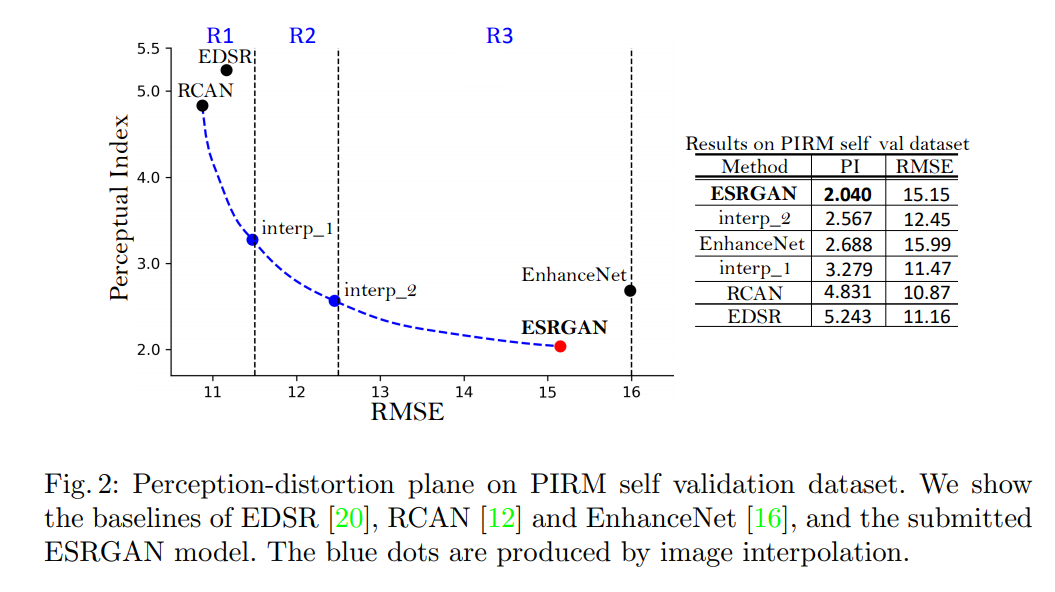 R1 R2 R3
5.5
EDSR
5.0
RCAN
4.0
interp_1
3.0
EnhanceNet
interp_2
ESRGAN
2.0
Perceptual Index
11 12 13 14 15 16
RMSE
Results on PIRM self val dataset
Method PI RMSE
ESRGAN 2.040 15.15
interp_2 2.567 12.45
EnhanceNet 2.688 15.99
interp_1 3.279 11.47
RCAN 4.831 10.87
EDSR 5.243 11.16
Fig. 2: Perception-distortion plane on PIRM self validation dataset. We show
the baselines of EDSR [20], RCAN [12] and EnhanceNet [16], and the submitted
ESRGAN model. The blue dots are produced by image interpolation.